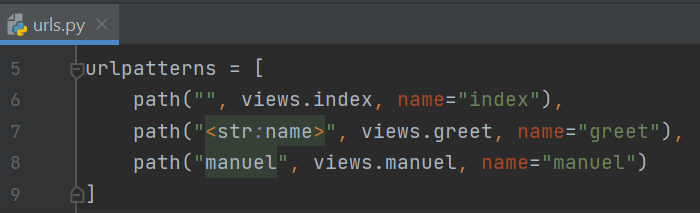 urls.py
5 urlpatterns = [
6     path("", views.index, name="index"),
7     path("<str:name>", views.greet, name="greet"),
8     path("manuel", views.manuel, name="manuel")
9 ]